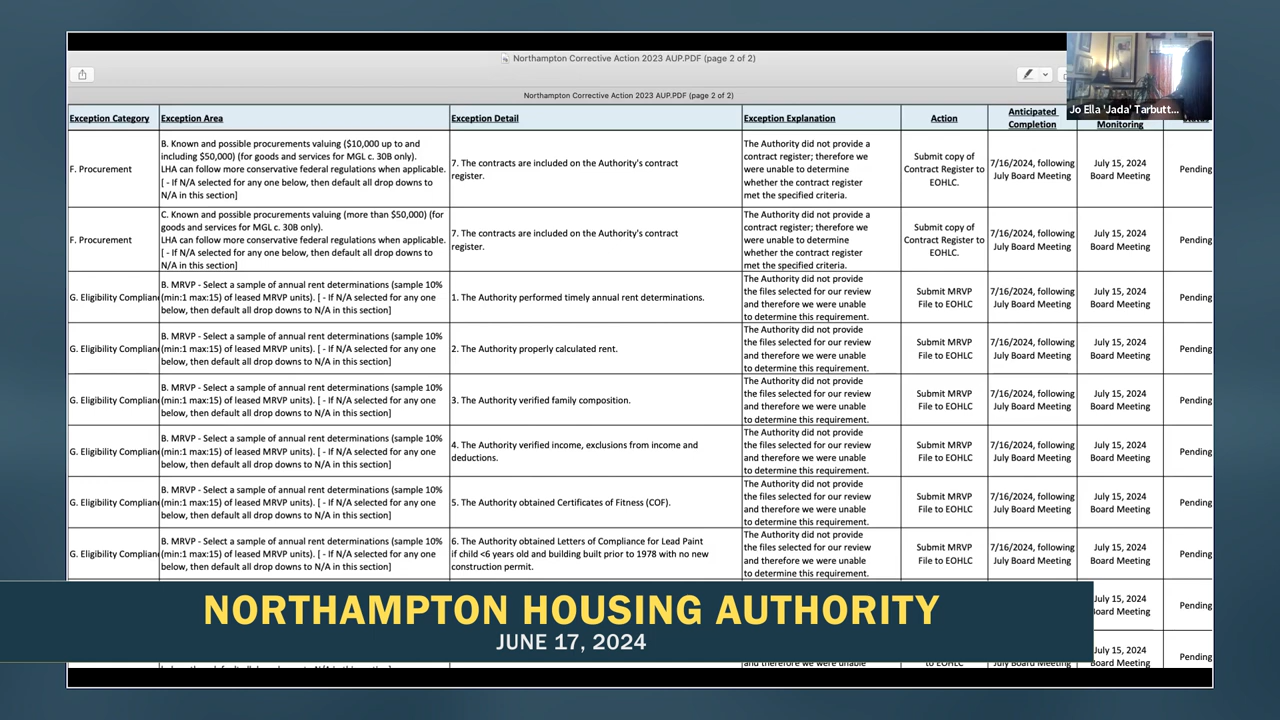 Northampton Corrective Action 2023 AUP.PDF (page 2 of 2)
Northampton Corrective Action 2023 AUP.PDF (page 2 of 2)
Jo Ella 'Jada' Tarbutt...
Exception Category Exception Area Exception Detail Exception Explanation Action Anticipated Completion Monitoring Status
F. Procurement
B. Known and possible procurements valuing ($10,000 up to and
including $50,000) (for goods and services for MGL c. 30B only).
LHA can follow more conservative federal regulations when applicable.
[ - If N/A selected for any one below, then default all drop downs to
N/A in this section]
7. The contracts are included on the Authority's contract
register.
The Authority did not provide a
contract register; therefore we
were unable to determine
whether the contract register
met the specified criteria.
Submit copy of
Contract Register to
EOHLC.
7/16/2024, following
July Board Meeting
July 15, 2024
Board Meeting
Pending
F. Procurement
C. Known and possible procurements valuing (more than $50,000) (for
goods and services for MGL c. 30B only).
LHA can follow more conservative federal regulations when applicable.
[ - If N/A selected for any one below, then default all drop downs to
N/A in this section]
7. The contracts are included on the Authority's contract
register.
The Authority did not provide a
contract register; therefore we
were unable to determine
whether the contract register
met the specified criteria.
Submit copy of
Contract Register to
EOHLC.
7/16/2024, following
July Board Meeting
July 15, 2024
Board Meeting
Pending
G. Eligibility Complian
B. MRVP - Select a sample of annual rent determinations (sample 10%
(min:1 max:15) of leased MRVP units). [ - If N/A selected for any one
below, then default all drop downs to N/A in this section]
1. The Authority performed timely annual rent determinations.
The Authority did not provide
the files selected for our review
and therefore we were unable
to determine this requirement.
Submit MRVP
File to EOHLC
7/16/2024, following
July Board Meeting
July 15, 2024
Board Meeting
Pending
G. Eligibility Complian
B. MRVP - Select a sample of annual rent determinations (sample 10%
(min:1 max:15) of leased MRVP units). [ - If N/A selected for any one
below, then default all drop downs to N/A in this section]
2. The Authority properly calculated rent.
The Authority did not provide
the files selected for our review
and therefore we were unable
to determine this requirement.
Submit MRVP
File to EOHLC
7/16/2024, following
July Board Meeting
July 15, 2024
Board Meeting
Pending
G. Eligibility Complian
B. MRVP - Select a sample of annual rent determinations (sample 10%
(min:1 max:15) of leased MRVP units). [ - If N/A selected for any one
below, then default all drop downs to N/A in this section]
3. The Authority verified family composition.
The Authority did not provide
the files selected for our review
and therefore we were unable
to determine this requirement.
Submit MRVP
File to EOHLC
7/16/2024, following
July Board Meeting
July 15, 2024
Board Meeting
Pending
G. Eligibility Complian
B. MRVP - Select a sample of annual rent determinations (sample 10%
(min:1 max:15) of leased MRVP units). [ - If N/A selected for any one
below, then default all drop downs to N/A in this section]
4. The Authority verified income, exclusions from income and
deductions.
The Authority did not provide
the files selected for our review
and therefore we were unable
to determine this requirement.
Submit MRVP
File to EOHLC
7/16/2024, following
July Board Meeting
July 15, 2024
Board Meeting
Pending
G. Eligibility Complian
B. MRVP - Select a sample of annual rent determinations (sample 10%
(min:1 max:15) of leased MRVP units). [ - If N/A selected for any one
below, then default all drop downs to N/A in this section]
5. The Authority obtained Certificates of Fitness (COF).
The Authority did not provide
the files selected for our review
and therefore we were unable
to determine this requirement.
Submit MRVP
File to EOHLC
7/16/2024, following
July Board Meeting
July 15, 2024
Board Meeting
Pending
G. Eligibility Complian
B. MRVP - Select a sample of annual rent determinations (sample 10%
(min:1 max:15) of leased MRVP units). [ - If N/A selected for any one
below, then default all drop downs to N/A in this section]
6. The Authority obtained Letters of Compliance for Lead Paint
if child <6 years old and building built prior to 1978 with no new
construction permit.
The Authority did not provide
the files selected for our review
and therefore we were unable
to determine this requirement.
Submit MRVP
File to EOHLC
7/16/2024, following
July Board Meeting
July 15, 2024
Board Meeting
Pending
July 15, 2024
Board Meeting
Pending
NORTHAMPTON HOUSING AUTHORITY
JUNE 17, 2024
July 15, 2024
Board Meeting
Pending
and therefore we were unable
to EOHLC
July Board Meeting